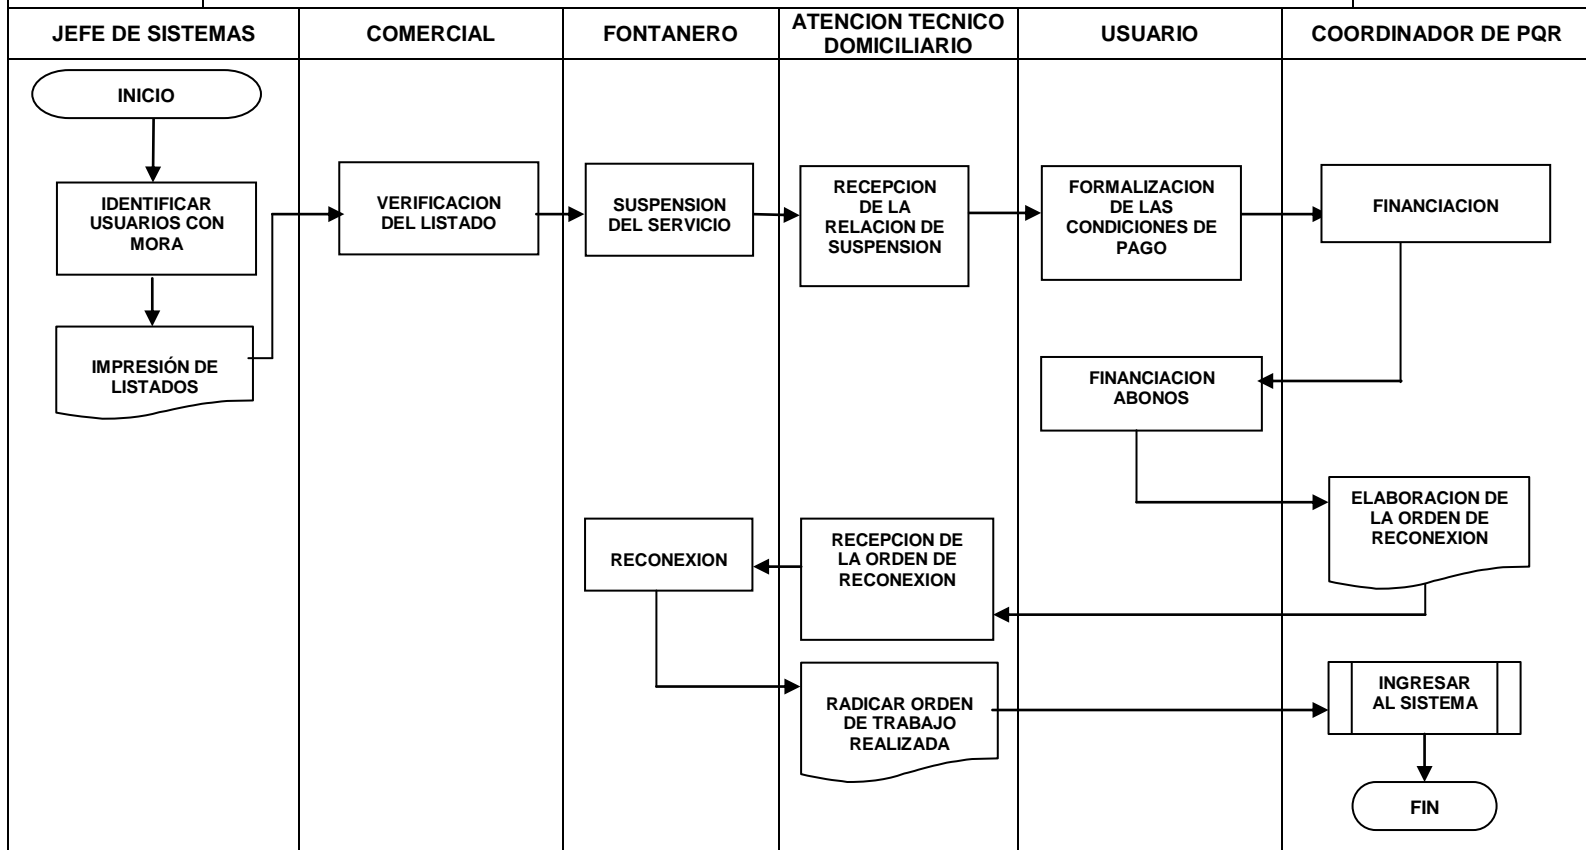 JEFE DE SISTEMAS
COMERCIAL
FONTANERO
ATENCION TECNICO
DOMICILIARIO
USUARIO
COORDINADOR DE PQR
INICIO
IDENTIFICAR
USUARIOS CON
MORA
IMPRESIÓN DE
LISTADOS
VERIFICACION
DEL LISTADO
SUSPENSION
DEL SERVICIO
RECEPCION
DE LA
RELACION DE
SUSPENSION
FORMALIZACION
DE LAS
CONDICIONES DE
PAGO
FINANCIACION
FINANCIACION
ABONOS
ELABORACION DE
LA ORDEN DE
RECONEXION
RECEPCION DE
LA ORDEN DE
RECONEXION
RECONEXION
RADICAR ORDEN
DE TRABAJO
REALIZADA
INGRESAR
AL SISTEMA
FIN